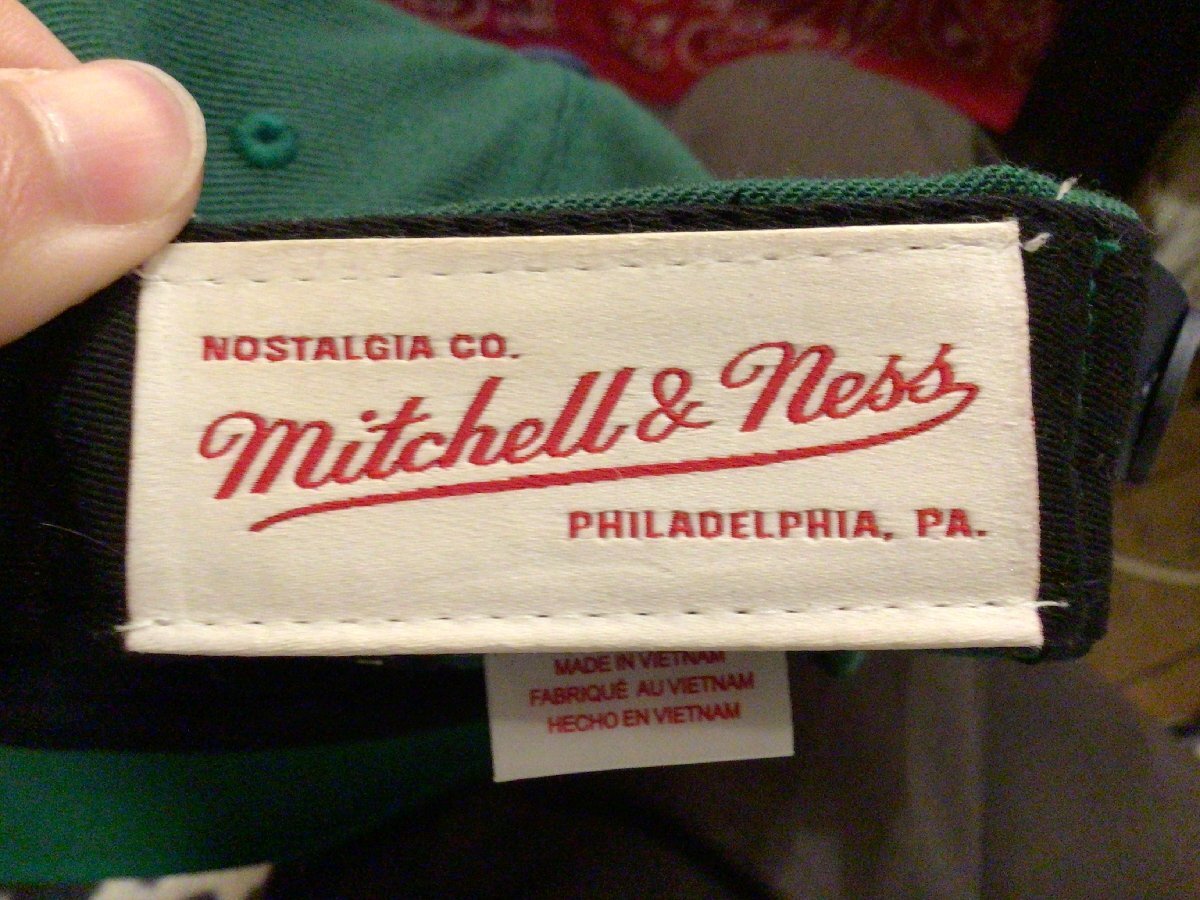 NOSTALGIA CO.
Mitchell & Ness
PHILADELPHIA, PA.
MADE IN VIETNAM
FABRIQUÉ AU VIETNAM
HECHO EN VIETNAM